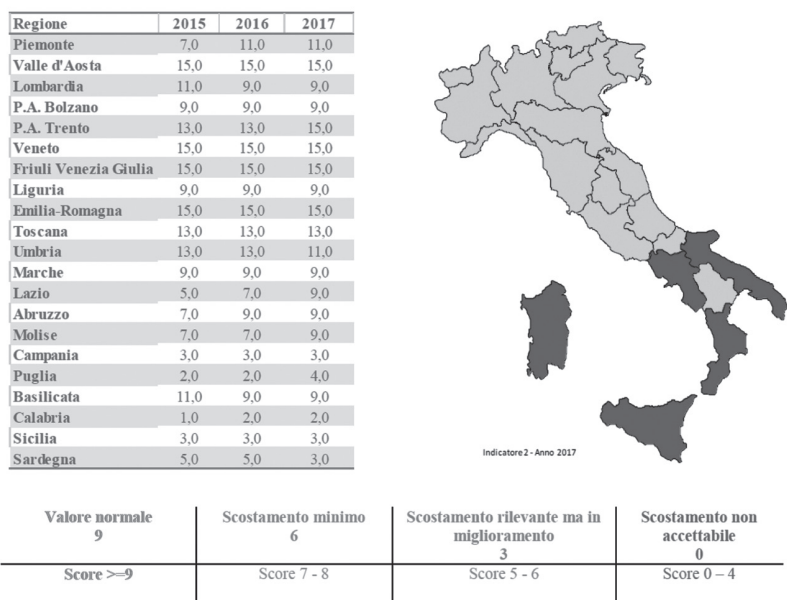 Regione 2015 2016 2017
Piemonte 7,0 11,0 11,0
Valle d'Aosta 15,0 15,0 15,0
Lombardia 11,0 9,0 9,0
P.A. Bolzano 9,0 9,0 9,0
P.A. Trento 13,0 13,0 15,0
Veneto 15,0 15,0 15,0
Friuli Venezia Giulia 15,0 15,0 15,0
Liguria 9,0 9,0 9,0
Emilia-Romagna 15,0 15,0 15,0
Toscana 13,0 13,0 13,0
Umbria 13,0 13,0 11,0
Marche 9,0 9,0 9,0
Lazio 5,0 7,0 9,0
Abruzzo 7,0 9,0 9,0
Molise 7,0 7,0 9,0
Campania 3,0 3,0 3,0
Puglia 2,0 2,0 4,0
Basilicata 11,0 9,0 9,0
Calabria 1,0 2,0 2,0
Sicilia 3,0 3,0 3,0
Sardegna 5,0 5,0 3,0
Indicatore 2 - Anno 2017
Valore normale Scostamento minimo Scostamento rilevante ma in Scostamento non
9 6 miglioramento accettabile
3 0
Score >=9 Score 7 - 8 Score 5 - 6 Score 0 – 4